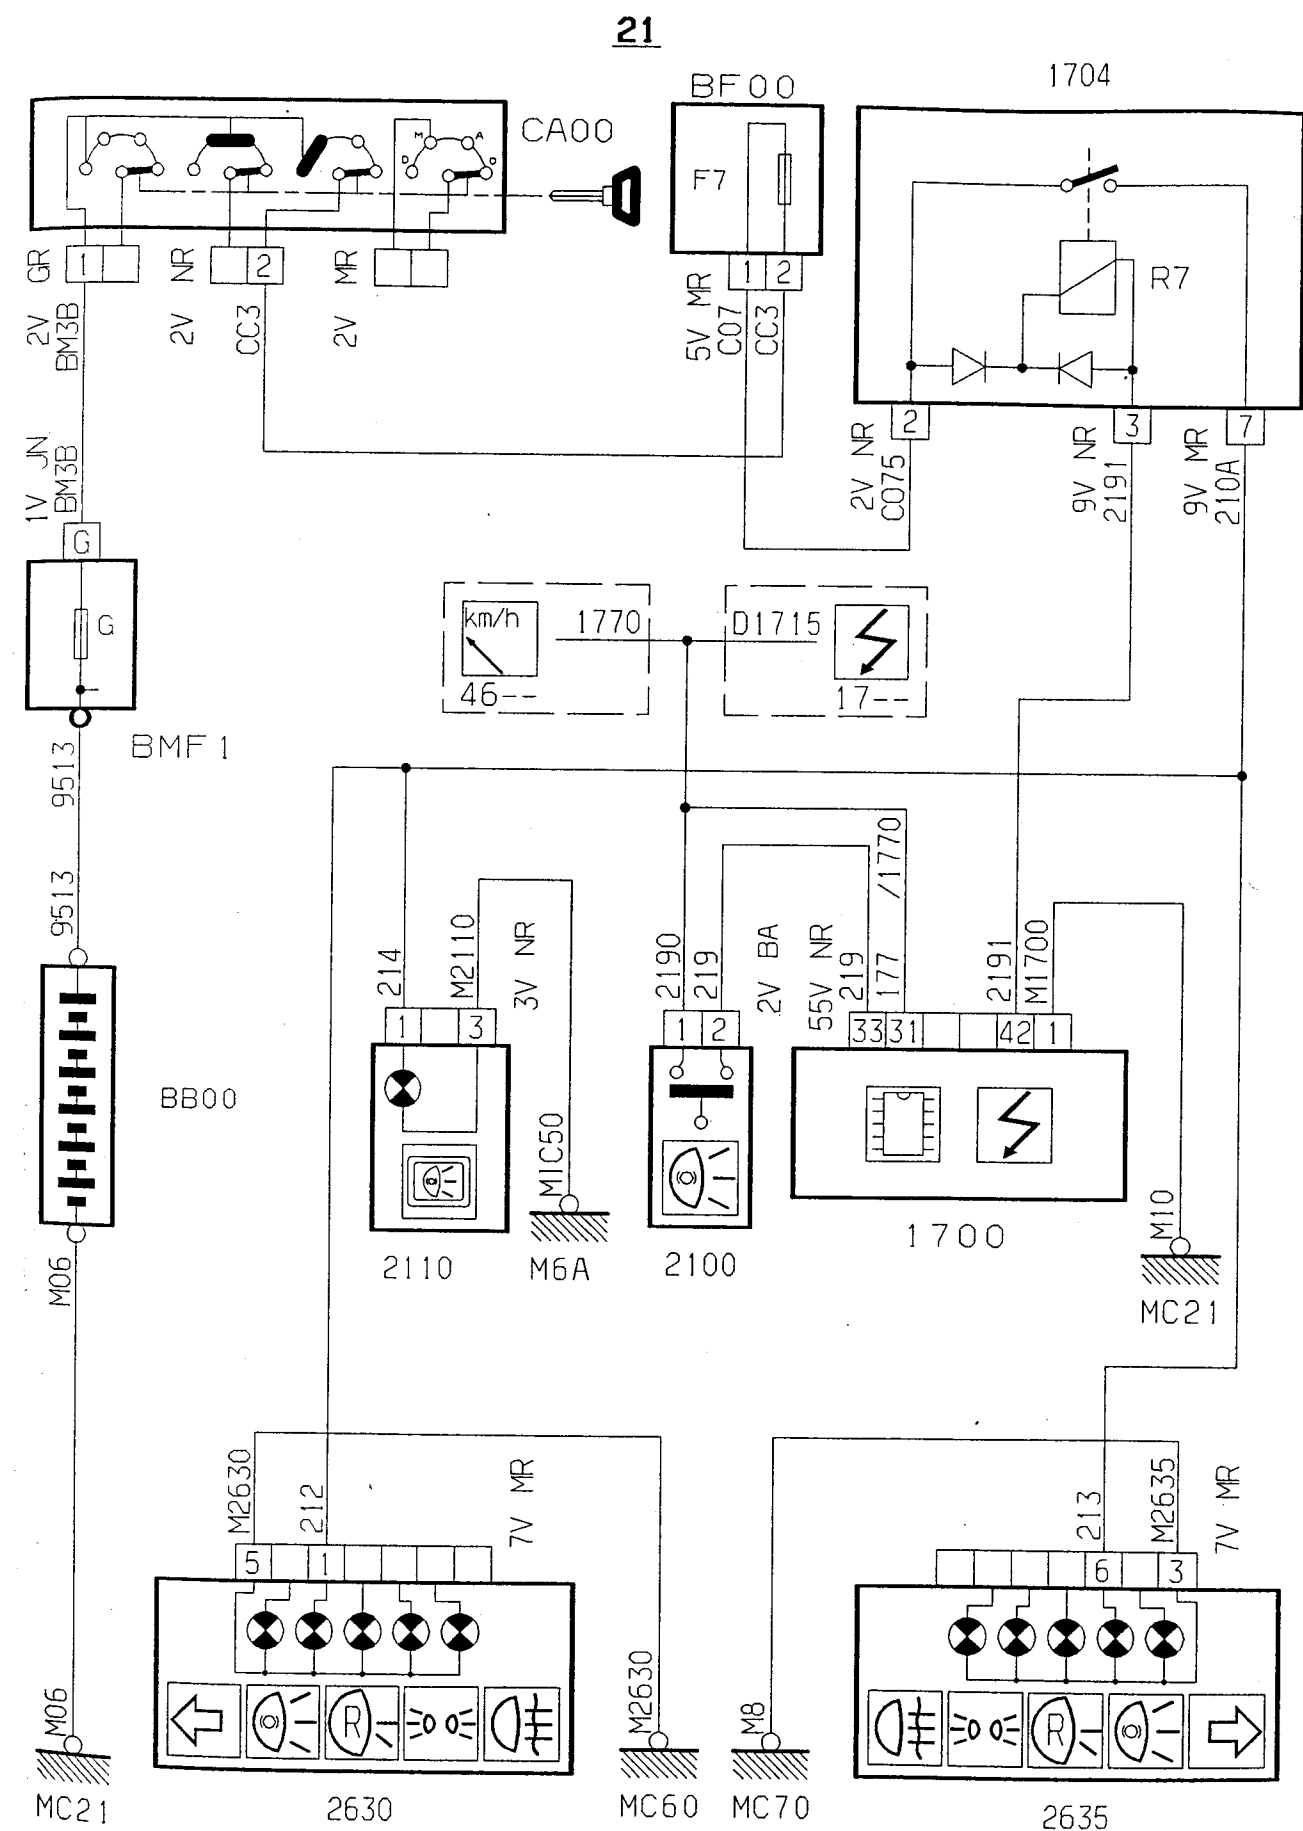 21
1704
BF00
CA00
M
A
D
D
F7
R7
1
2
1
2
2
3
7
2V GR
BM3B
2V NR
CC3
2V MR
5V MR
C07
CC3
2V NR
C075
9V NR
2191
9V MR
210A
1V JN
BM3B
G
G
BMF1
km/h
1770
46--
D1715
17--
9513
9513
BB00
M06
214
M2110
3V NR
1
3
2110
MIC50
M6A
2190
219
2V BA
1
2
2100
55V NR
219
177 /1770
2191
M1700
33
31
42
1
1700
M10
MC21
M2630
212
7V MR
5
1
R
2630
M2630
MC60
M8
MC70
213
M2635
7V MR
6
3
R
2635
M06
MC21